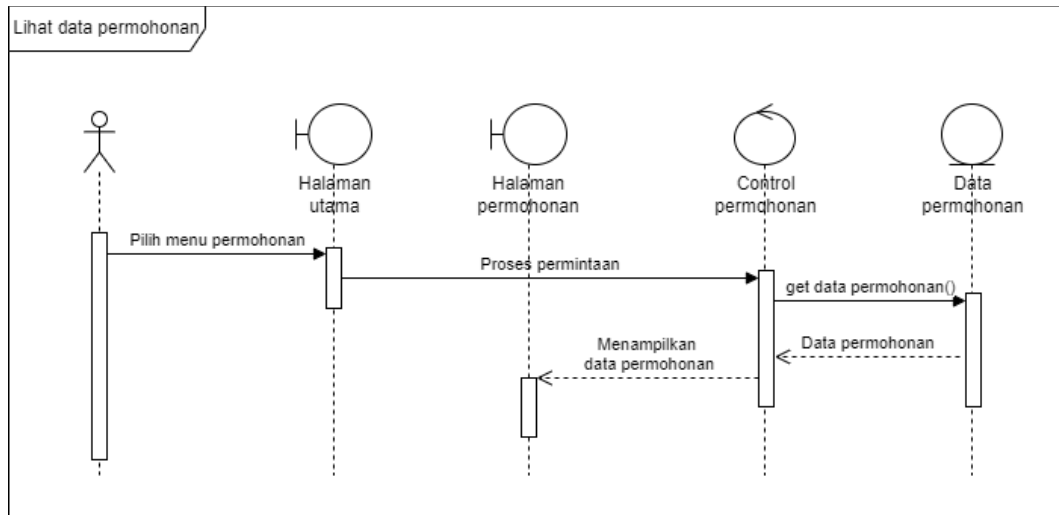 Lihat data permohonan
Halaman
utama
Halaman
permohonan
Control
permohonan
Data
permohonan
Pilih menu permohonan
Proses permintaan
get data permohonan()
Data permohonan
Menampilkan
data permohonan